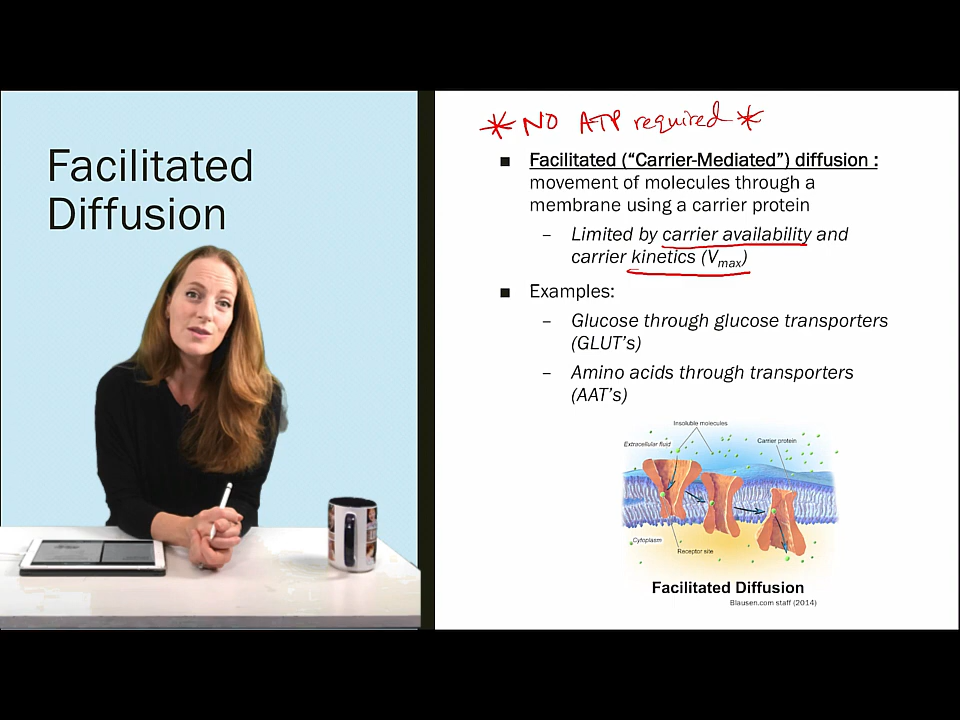 Facilitated
Diffusion
*NO ATP required*
■ Facilitated (“Carrier-Mediated”) diffusion :
movement of molecules through a
membrane using a carrier protein
– Limited by carrier availability and
carrier kinetics (Vmax)
■ Examples:
– Glucose through glucose transporters
(GLUT’s)
– Amino acids through transporters
(AAT’s)
Insoluble molecules
Extracellular fluid
Carrier protein
Cytoplasm
Receptor site
Facilitated Diffusion
Blausen.com staff (2014)